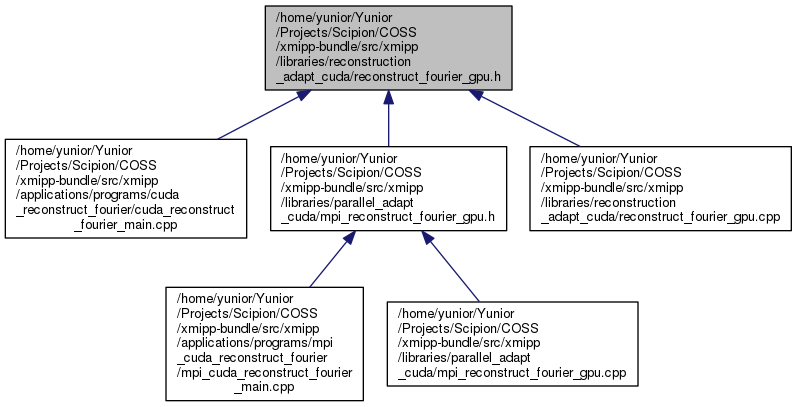 /home/yunior/Yunior
/Projects/Scipion/COSS
/xmipp-bundle/src/xmipp
/libraries/reconstruction
_adapt_cuda/reconstruct_fourier_gpu.h
/home/yunior/Yunior
/Projects/Scipion/COSS
/xmipp-bundle/src/xmipp
/applications/programs/cuda
_reconstruct_fourier/cuda_reconstruct
_fourier_main.cpp
/home/yunior/Yunior
/Projects/Scipion/COSS
/xmipp-bundle/src/xmipp
/libraries/parallel_adapt
_cuda/mpi_reconstruct_fourier_gpu.h
/home/yunior/Yunior
/Projects/Scipion/COSS
/xmipp-bundle/src/xmipp
/libraries/reconstruction
_adapt_cuda/reconstruct_fourier_gpu.cpp
/home/yunior/Yunior
/Projects/Scipion/COSS
/xmipp-bundle/src/xmipp
/applications/programs/mpi
_cuda_reconstruct_fourier
/mpi_cuda_reconstruct_fourier
_main.cpp
/home/yunior/Yunior
/Projects/Scipion/COSS
/xmipp-bundle/src/xmipp
/libraries/parallel_adapt
_cuda/mpi_reconstruct_fourier_gpu.cpp